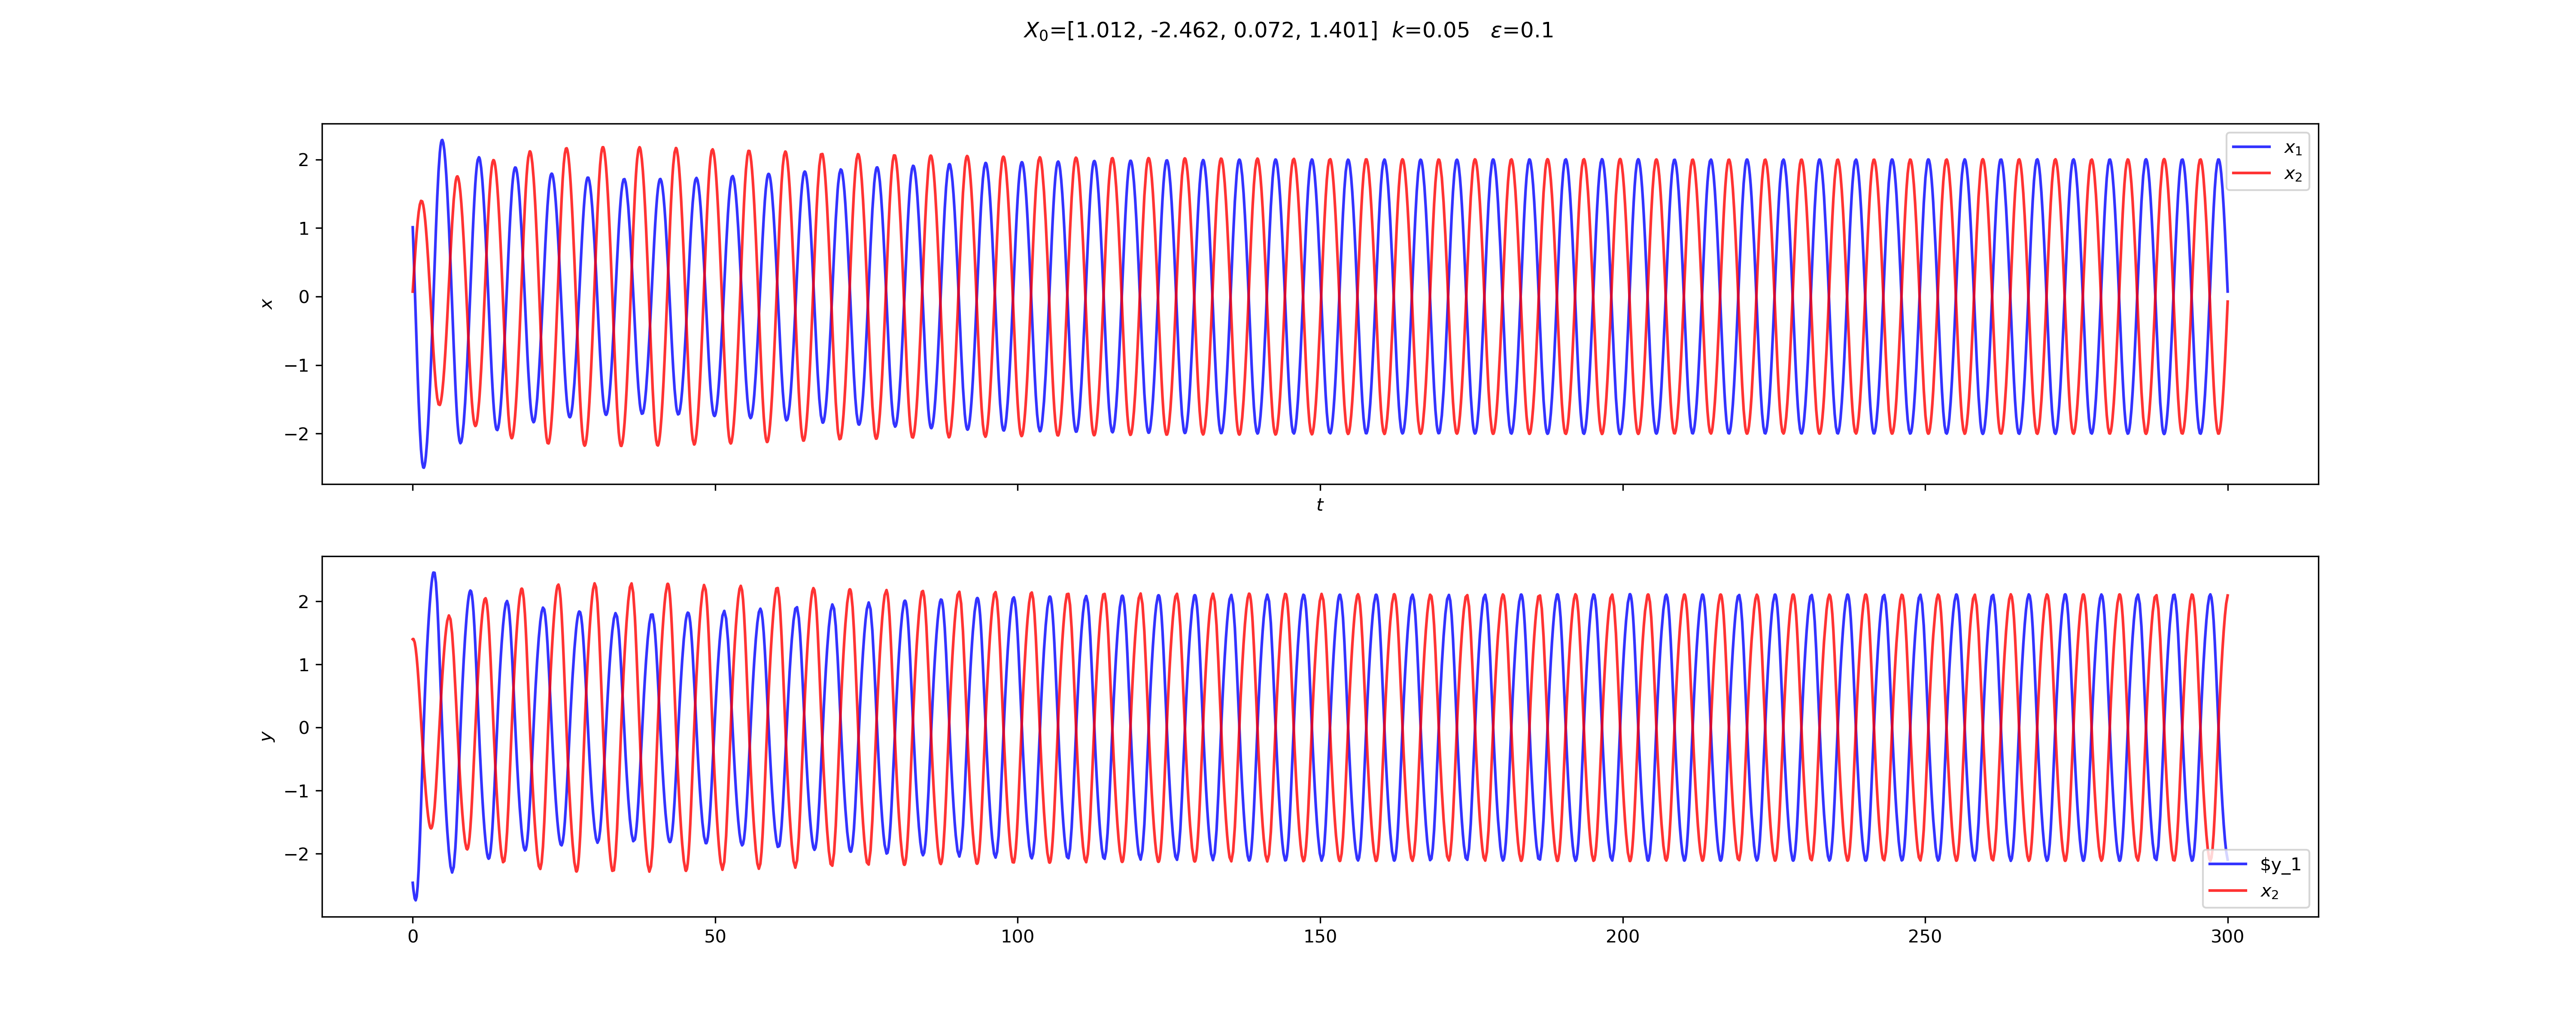 X₀=[1.012, -2.462, 0.072, 1.401] k=0.05 ε=0.1
2
1
0
−1
−2
x
x₁
x₂
t
2
1
0
−1
−2
y
$y_1
x₂
0 50 100 150 200 250 300